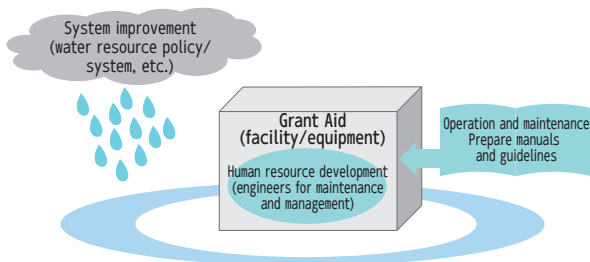 System improvement
(water resource policy/
system, etc.)
Grant Aid
(facility/equipment)
Human resource development
(engineers for maintenance
and management)
Operation and maintenance
Prepare manuals
and guidelines